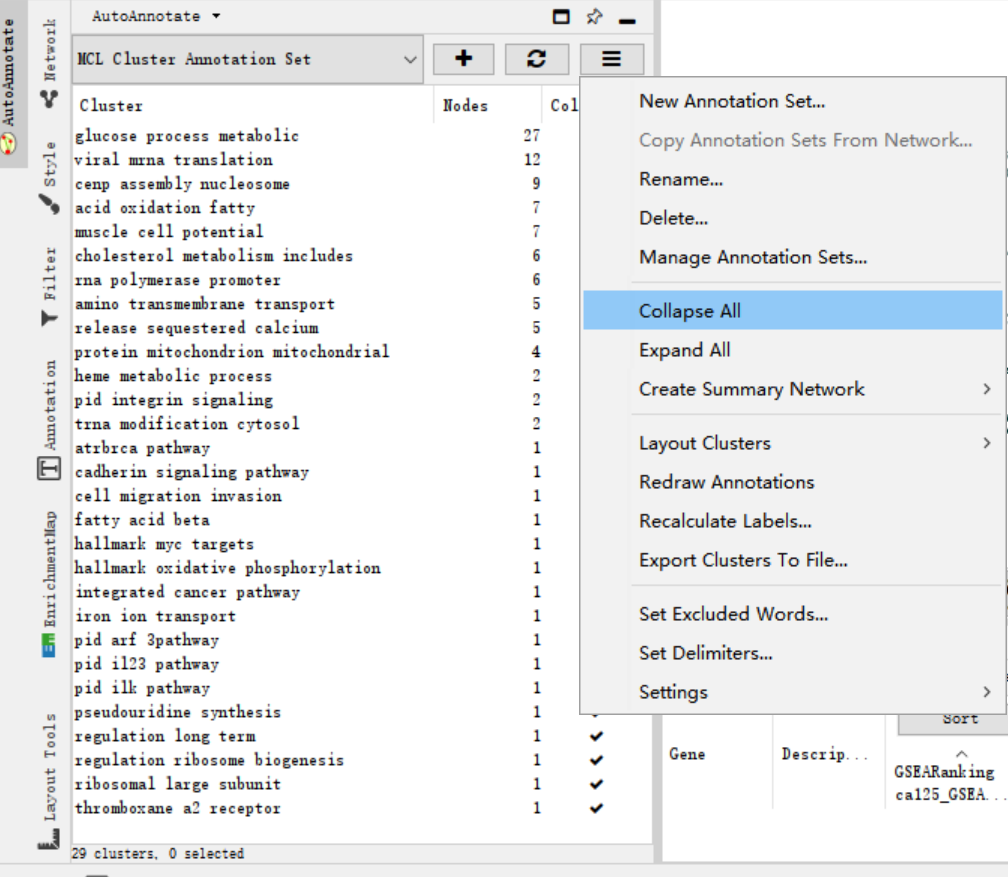 AutoAnnotate
Network
Style
Filter
Annotation
EnrichmentMap
Layout Tools
AutoAnnotate
MCL Cluster Annotation Set
Cluster Nodes Col
glucose process metabolic 27
viral mrna translation 12
cenp assembly nucleosome 9
acid oxidation fatty 7
muscle cell potential 7
cholesterol metabolism includes 6
rna polymerase promoter 6
amino transmembrane transport 5
release sequestered calcium 5
protein mitochondrion mitochondrial 4
heme metabolic process 2
pid integrin signaling 2
trna modification cytosol 2
atrbrca pathway 1
cadherin signaling pathway 1
cell migration invasion 1
fatty acid beta 1
hallmark myc targets 1
hallmark oxidative phosphorylation 1
integrated cancer pathway 1
iron ion transport 1
pid arf 3pathway 1
pid il23 pathway 1
pid ilk pathway 1
pseudouridine synthesis 1
regulation long term 1
regulation ribosome biogenesis 1
ribosomal large subunit 1
thromboxane a2 receptor 1
29 clusters, 0 selected
New Annotation Set...
Copy Annotation Sets From Network...
Rename...
Delete...
Manage Annotation Sets...
Collapse All
Expand All
Create Summary Network
Layout Clusters
Redraw Annotations
Recalculate Labels...
Export Clusters To File...
Set Excluded Words...
Set Delimiters...
Settings
Sort
Gene Descrip...
GSEARanking
ca125_GSEA...